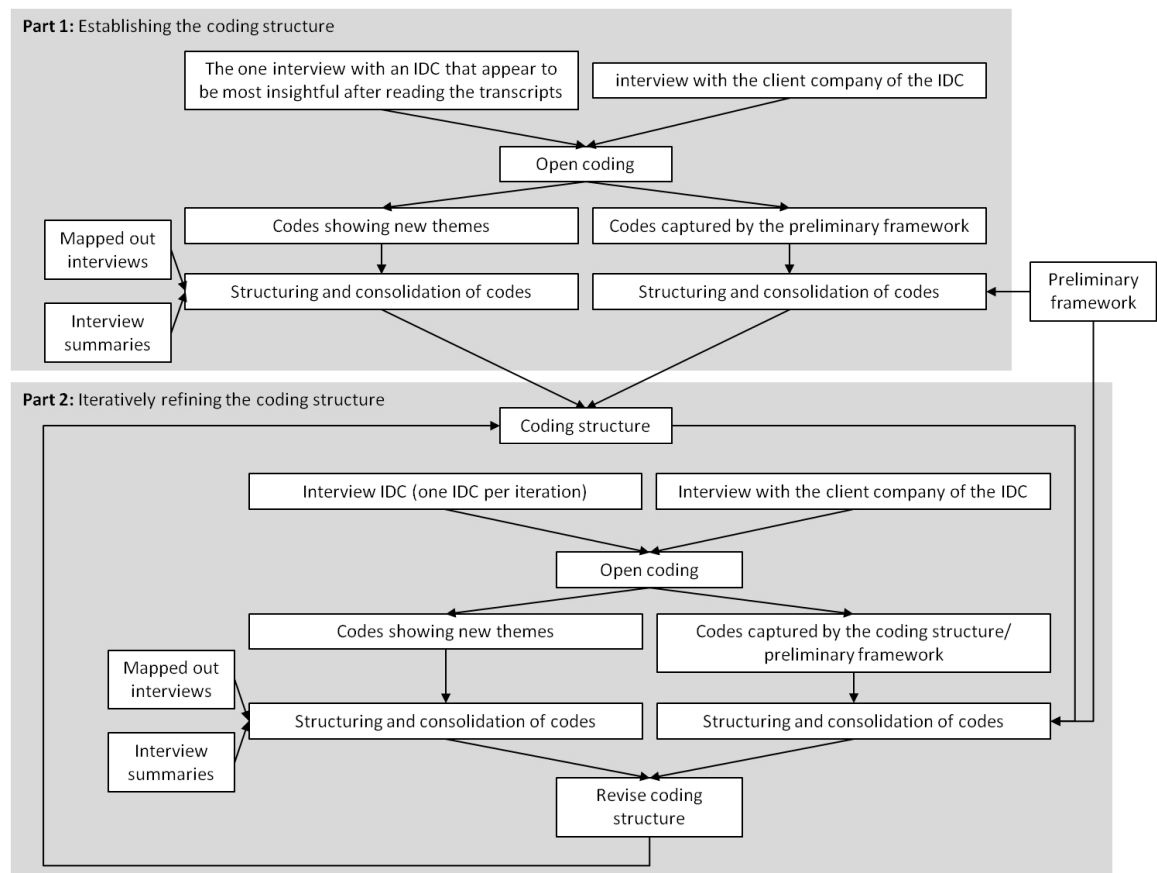 Part 1: Establishing the coding structure
The one interview with an IDC that appear to
be most insightful after reading the transcripts
interview with the client company of the IDC
Open coding
Codes showing new themes
Codes captured by the preliminary framework
Mapped out
interviews
Structuring and consolidation of codes
Structuring and consolidation of codes
Interview
summaries
Preliminary
framework
Part 2: Iteratively refining the coding structure
Coding structure
Interview IDC (one IDC per iteration)
Interview with the client company of the IDC
Open coding
Codes showing new themes
Codes captured by the coding structure/
preliminary framework
Mapped out
interviews
Structuring and consolidation of codes
Structuring and consolidation of codes
Interview
summaries
Revise coding
structure